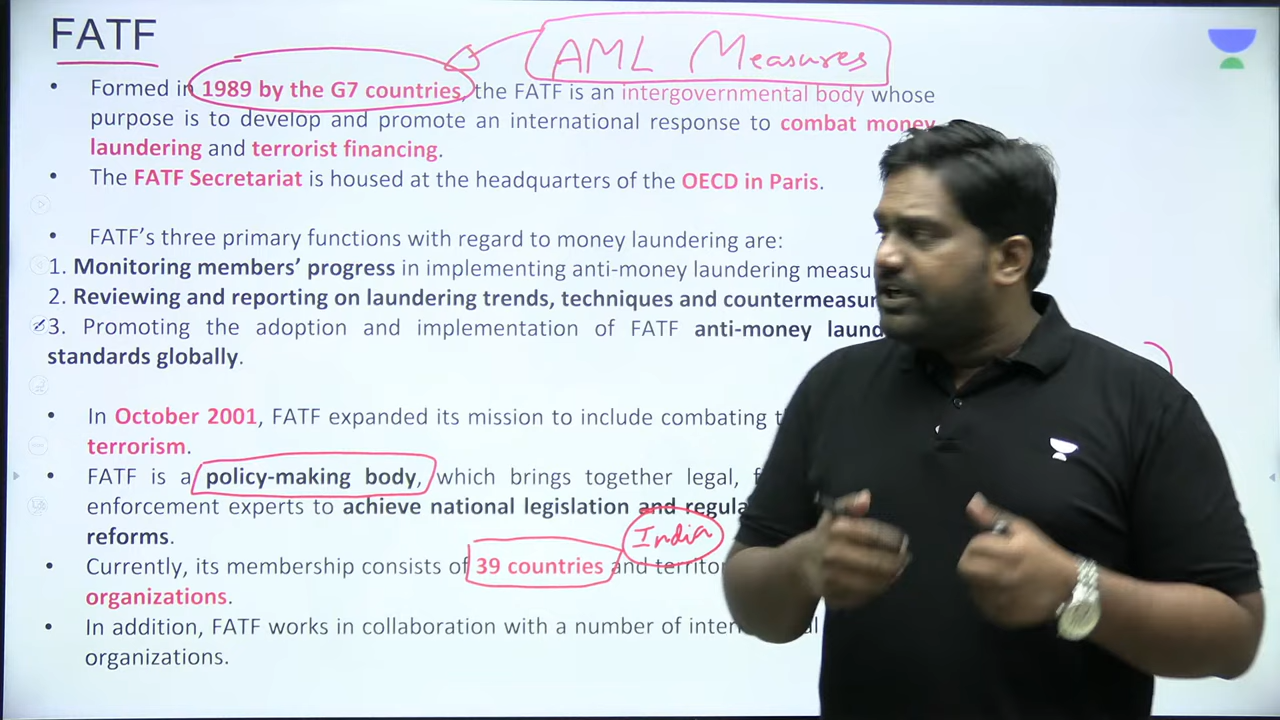 FATF
AML Measures
Formed in 1989 by the G7 countries, the FATF is an intergovernmental body whose
purpose is to develop and promote an international response to combat money
laundering and terrorist financing.
The FATF Secretariat is housed at the headquarters of the OECD in Paris.
FATF's three primary functions with regard to money laundering are:
1. Monitoring members' progress in implementing anti-money laundering
2. Reviewing and reporting on laundering trends, techniques and
3. Promoting the adoption and implementation of FATF anti-money
standards globally.
In October 2001, FATF expanded its mission to include combating
terrorism.
FATF is a policy-making body, which brings together legal,
enforcement experts to achieve national legislation and
reforms.
India
Currently, its membership consists of 39 countries and
organizations.
In addition, FATF works in collaboration with a number of
organizations.